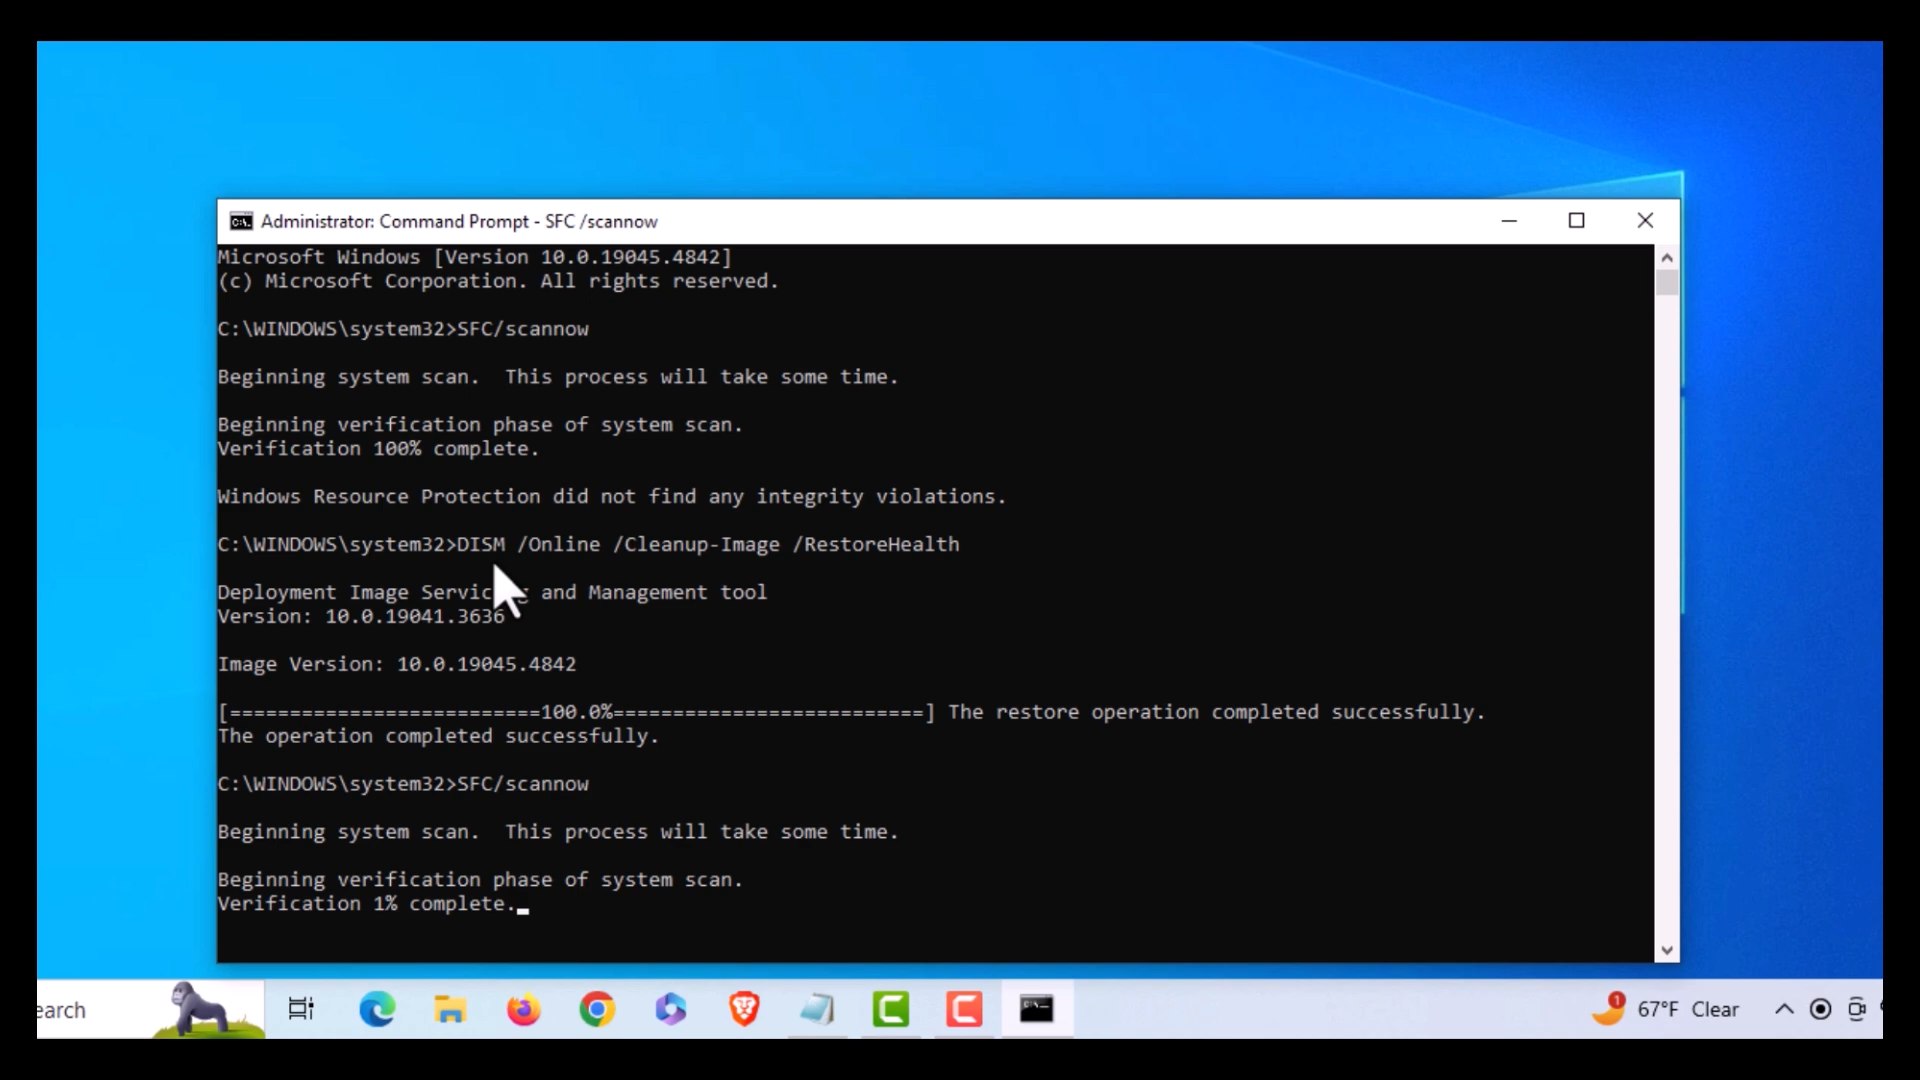 Administrator: Command Prompt - SFC /scannow
Microsoft Windows [Version 10.0.19045.4842]
(c) Microsoft Corporation. All rights reserved.
C:\WINDOWS\system32>SFC/scannow
Beginning system scan.  This process will take some time.
Beginning verification phase of system scan.
Verification 100% complete.
Windows Resource Protection did not find any integrity violations.
C:\WINDOWS\system32>DISM /Online /Cleanup-Image /RestoreHealth
Deployment Image Servicing and Management tool
Version: 10.0.19041.3636
Image Version: 10.0.19045.4842
[==========================100.0%==========================] The restore operation completed successfully.
The operation completed successfully.
C:\WINDOWS\system32>SFC/scannow
Beginning system scan.  This process will take some time.
Beginning verification phase of system scan.
Verification 1% complete.
earch
1
67°F Clear